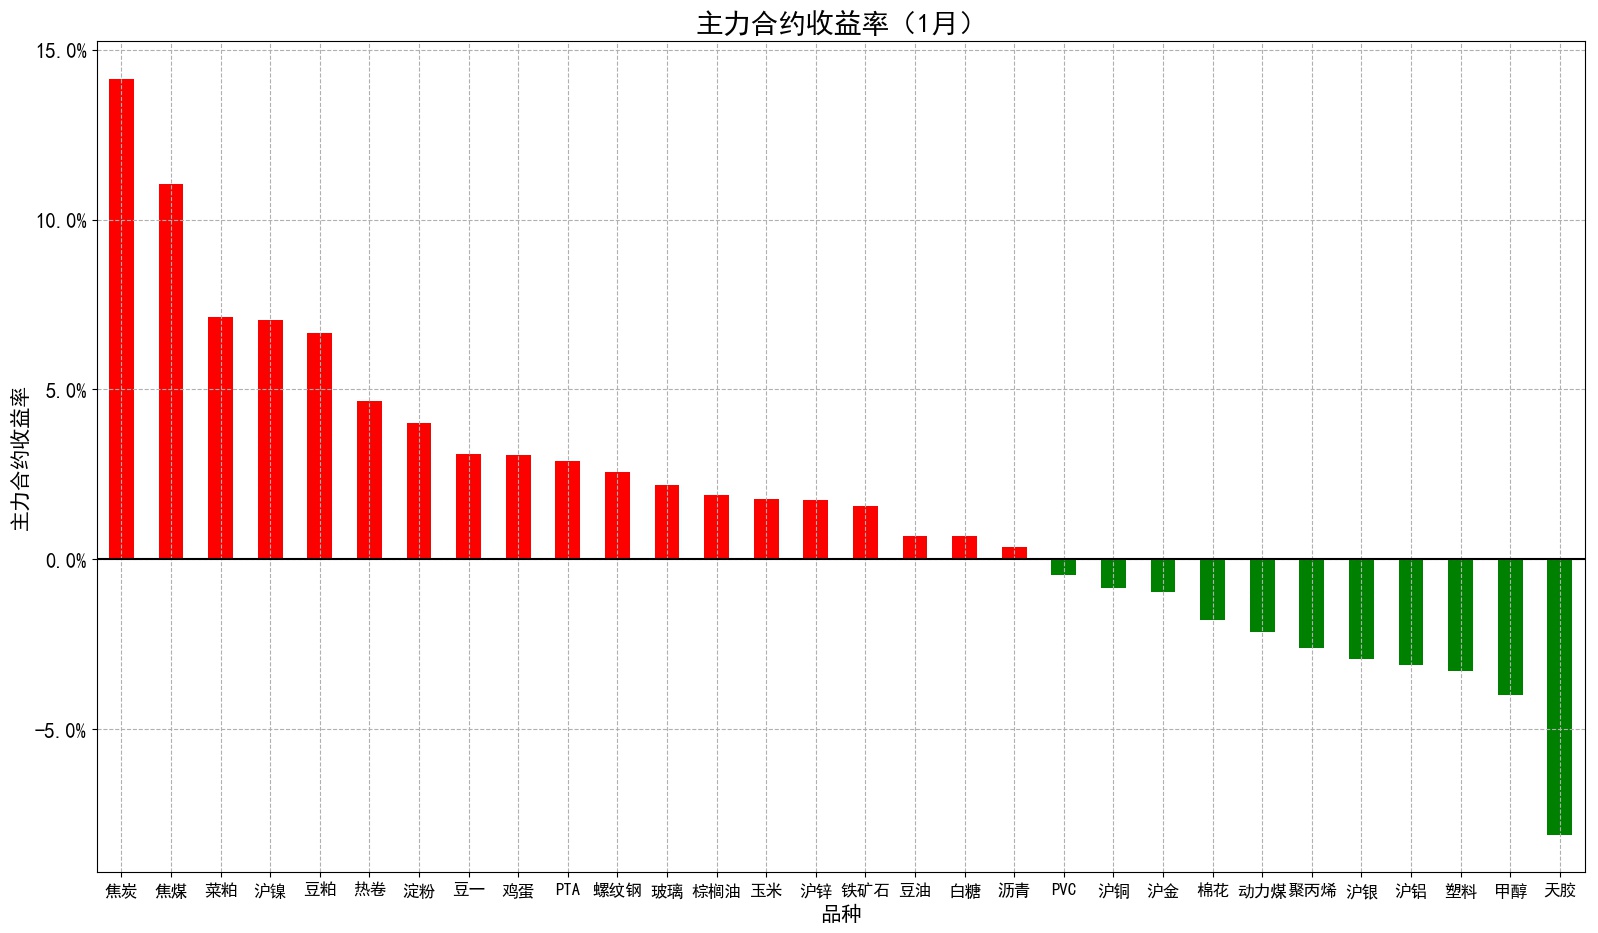 主力合约收益率（1月）
15.0%
10.0%
5.0%
0.0%
−5.0%
主力合约收益率
焦炭 焦煤 菜粕 沪镍 豆粕 热卷 淀粉 豆一 鸡蛋 PTA 螺纹钢 玻璃 棕榈油 玉米 沪锌 铁矿石 豆油 白糖 沥青 PVC 沪铜 沪金 棉花 动力煤 聚丙烯 沪银 沪铝 塑料 甲醇 天胶
品种